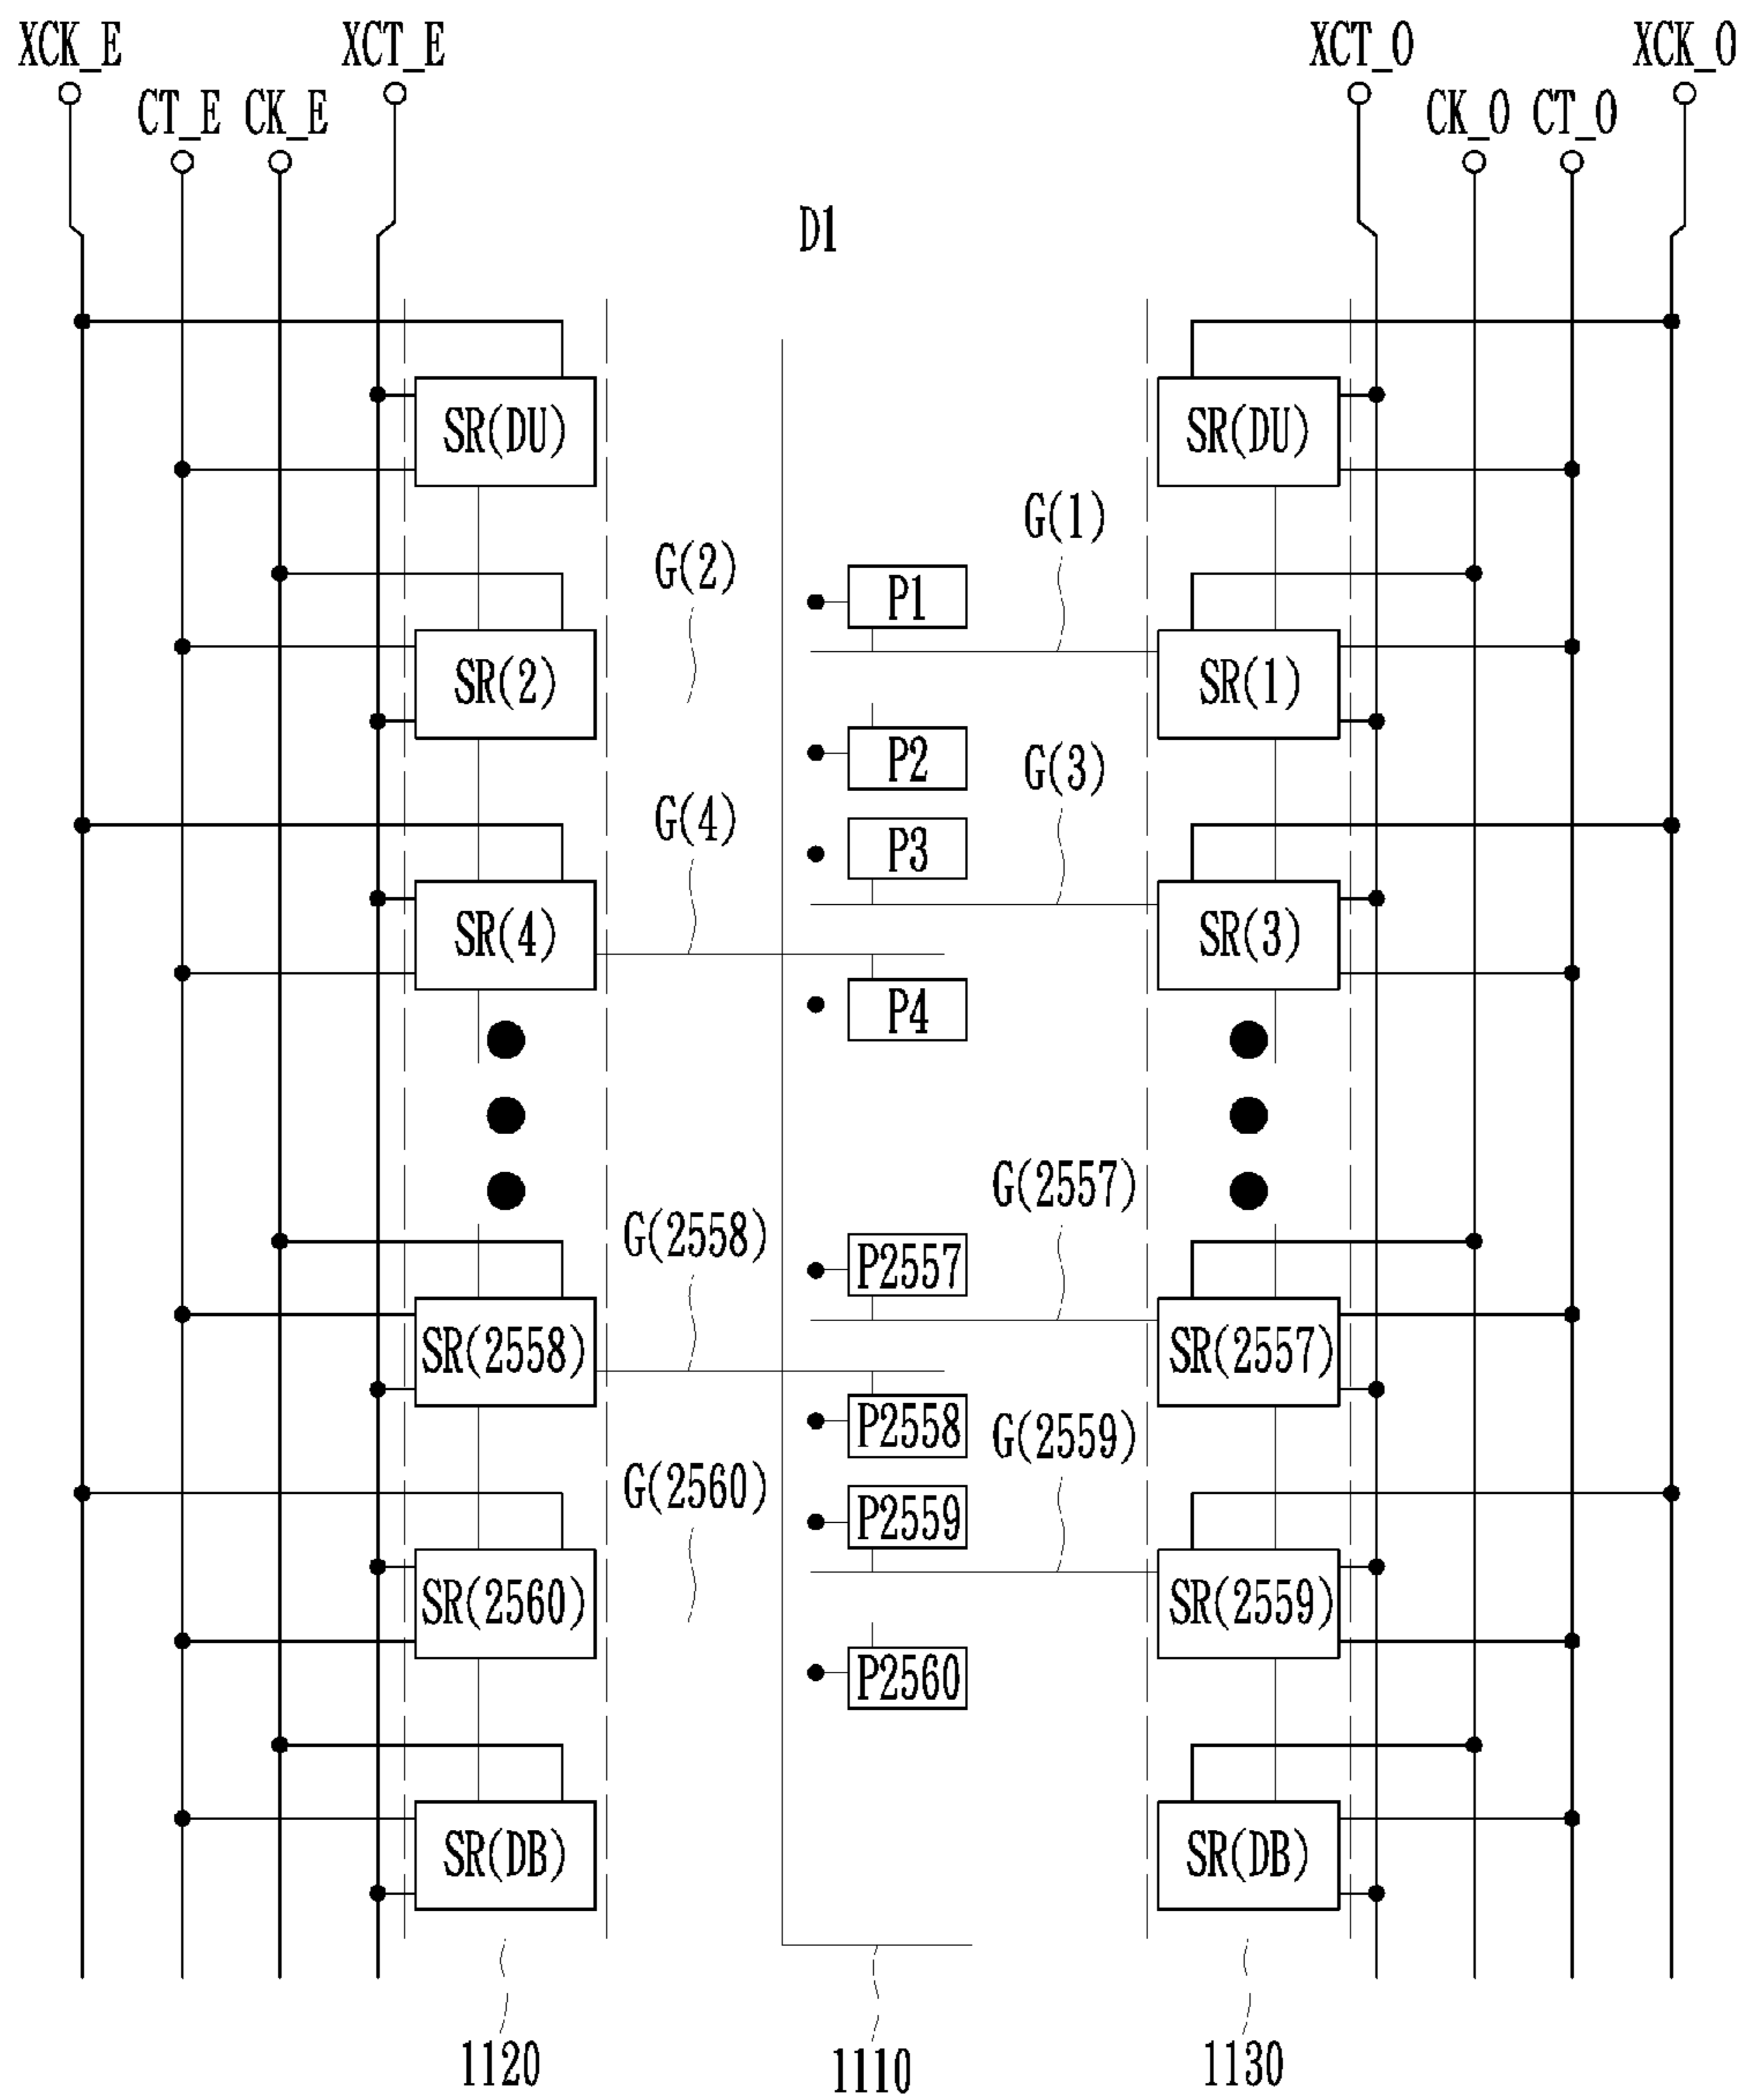 XCK_E XCT_E XCT_O XCK_O
CT_E CK_E CK_O CT_O
D1
SR(DU) SR(DU)
G(1)
G(2)
P1
SR(2) SR(1)
P2
G(3)
G(4)
P3
SR(4) SR(3)
P4
G(2557)
G(2558)
P2557
SR(2558) SR(2557)
P2558
G(2559)
G(2560)
P2559
SR(2560) SR(2559)
P2560
SR(DB) SR(DB)
1120 1110 1130